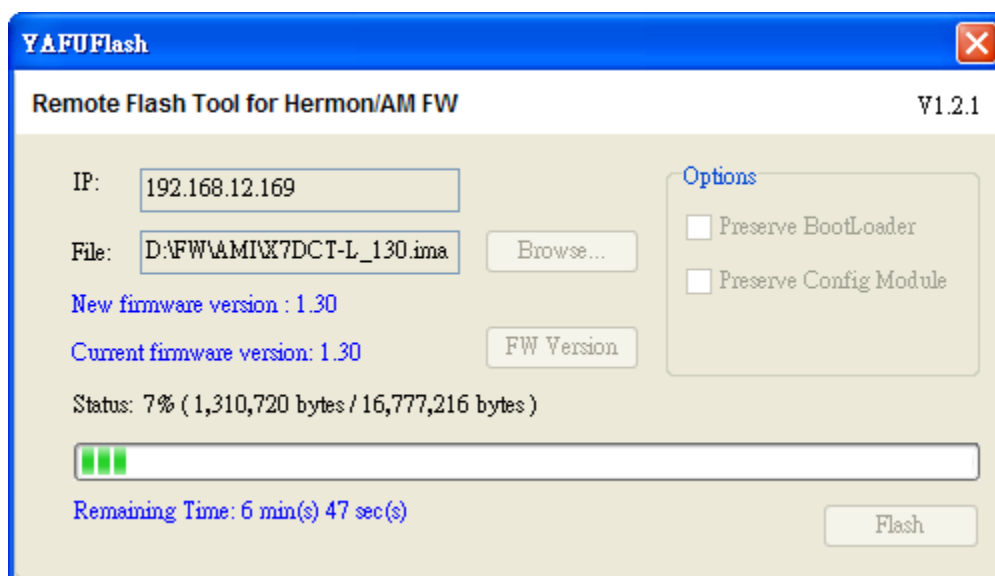 YAFUFlash
Remote Flash Tool for Hermon/AM FW
V1.2.1
IP:
192.168.12.169
File:
D:\FW\AMI\X7DCT-L_130.ima
Browse...
New firmware version : 1.30
Current firmware version: 1.30
FW Version
Options
Preserve BootLoader
Preserve Config Module
Status: 7% ( 1,310,720 bytes / 16,777,216 bytes )
Remaining Time: 6 min(s) 47 sec(s)
Flash